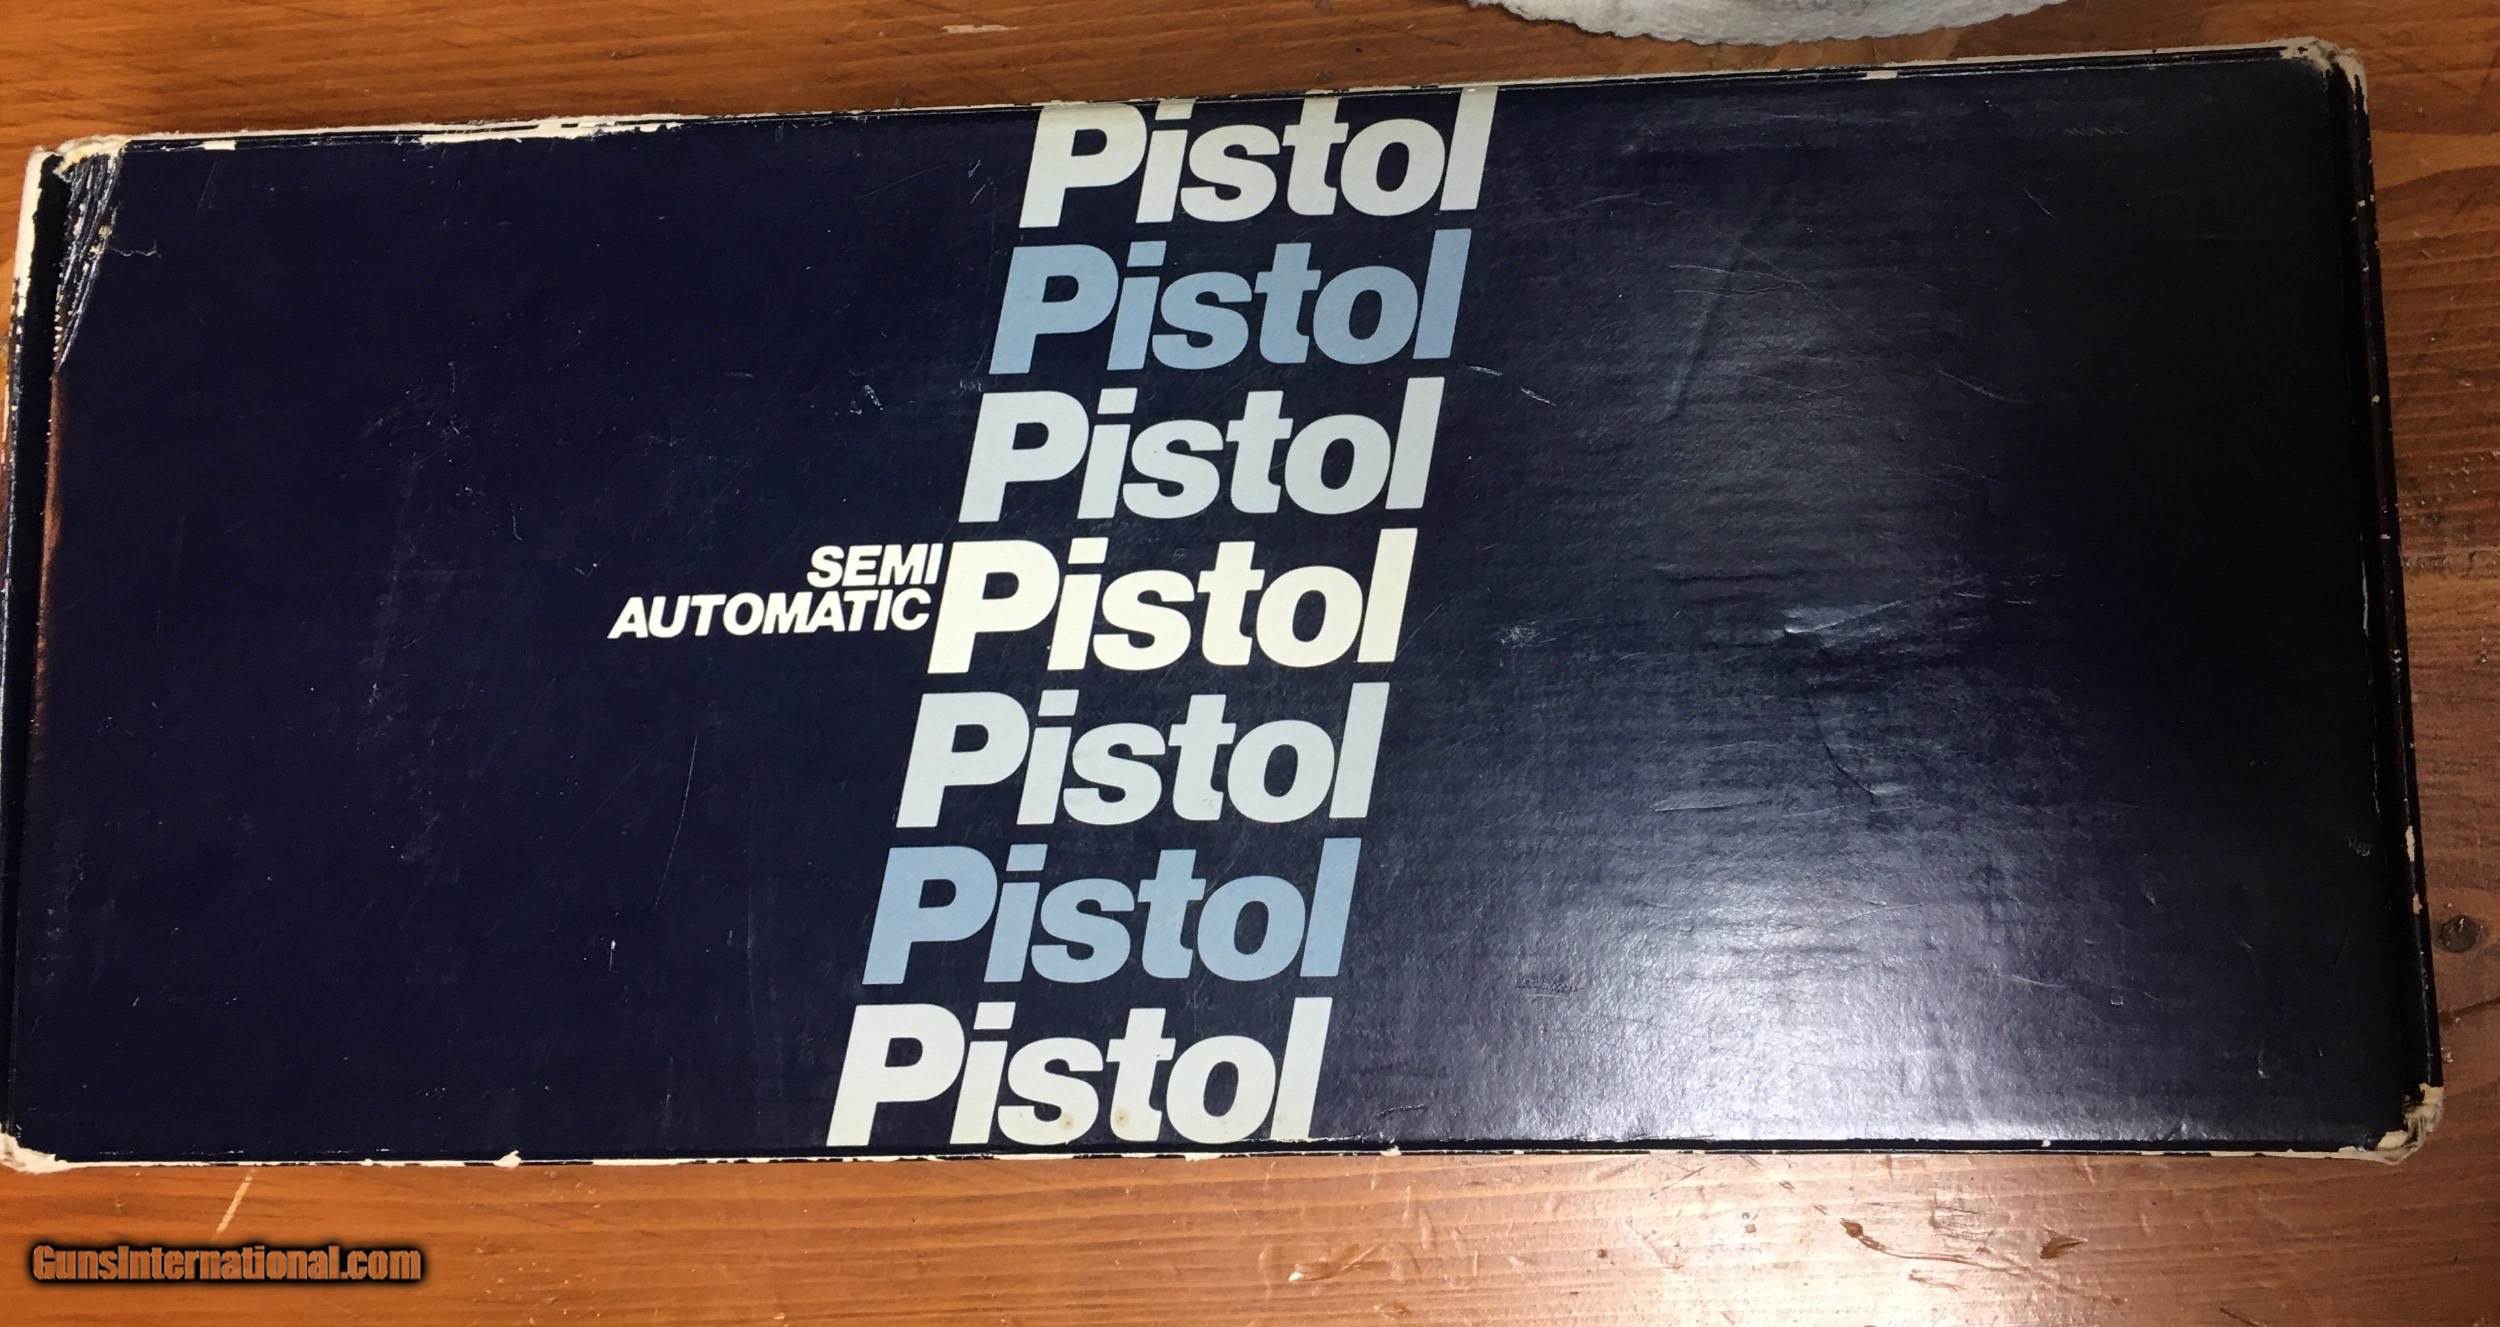 Pistol
Pistol
Pistol
SEMI
AUTOMATIC Pistol
Pistol
Pistol
Pistol
GunsInternational.com